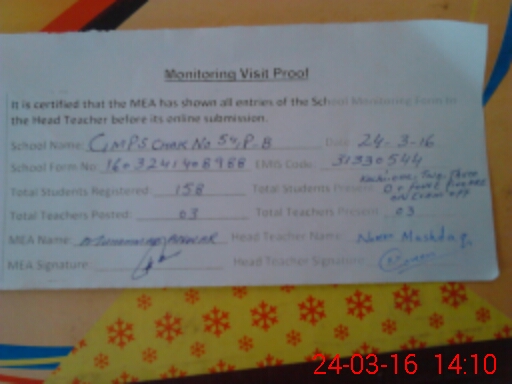 Monitoring Visit Proof
It is certified that the MEA has shown all entries of the School Monitoring Form to
the Head Teacher before its online submission.
School Name: GMPS CHAK No 54/P.B Date: 24-3-16
School Form No: 1603241408988 EMIS Code: 31330544
Total Students Registered: 158 Total Students Present: 0
Total Teachers Posted: 03 Total Teachers Present: 03
MEA Name: ANWAR Head Teacher Name:
MEA Signature: Head Teacher Signature:
24-03-16 14:10